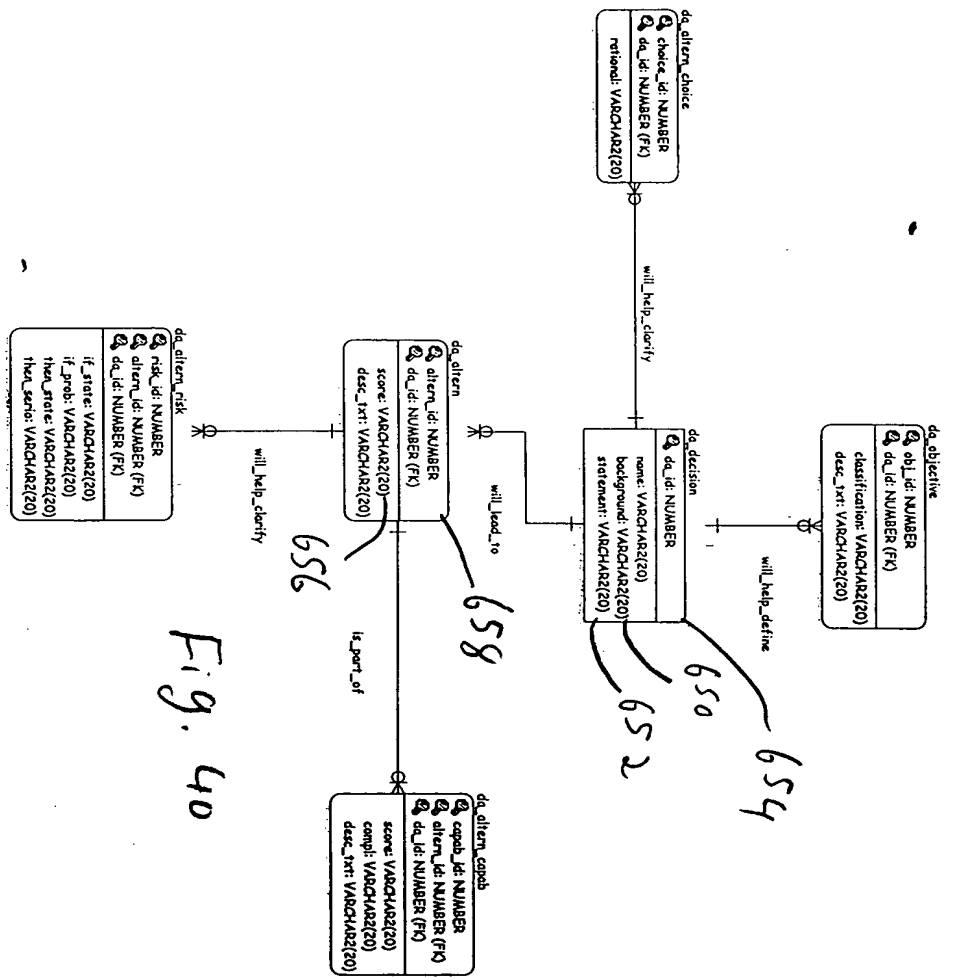 da_altern_choice
choice_id: NUMBER
da_id: NUMBER (FK)
rational: VARCHAR2(20)
will_help_clarify
da_objective
obj_id: NUMBER
da_id: NUMBER (FK)
classification: VARCHAR2(20)
desc_txt: VARCHAR2(20)
will_help_define
da_decision
da_id: NUMBER
name: VARCHAR2(20)
background: VARCHAR2(20)
statement: VARCHAR2(20)
654
650
652
will_lead_to
da_altern
altern_id: NUMBER
da_id: NUMBER (FK)
score: VARCHAR2(20)
desc_txt: VARCHAR2(20)
658
656
will_help_clarify
is_part_of
da_altern_risk
risk_id: NUMBER
altern_id: NUMBER (FK)
da_id: NUMBER (FK)
if_state: VARCHAR2(20)
if_prob: VARCHAR2(20)
then_state: VARCHAR2(20)
then_serio: VARCHAR2(20)
da_altern_capab
capab_id: NUMBER
altern_id: NUMBER (FK)
da_id: NUMBER (FK)
score: VARCHAR2(20)
compl: VARCHAR2(20)
desc_txt: VARCHAR2(20)
Fig. 40